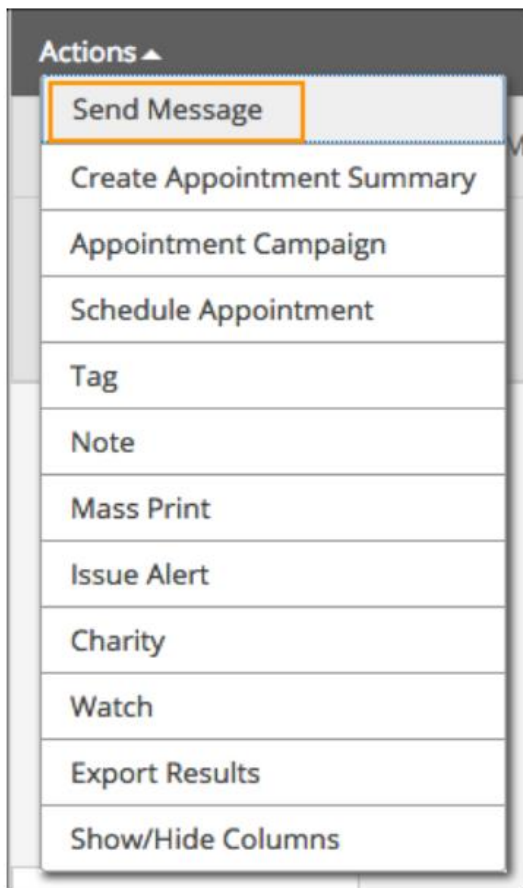 Actions
Send Message
Create Appointment Summary
Appointment Campaign
Schedule Appointment
Tag
Note
Mass Print
Issue Alert
Charity
Watch
Export Results
Show/Hide Columns